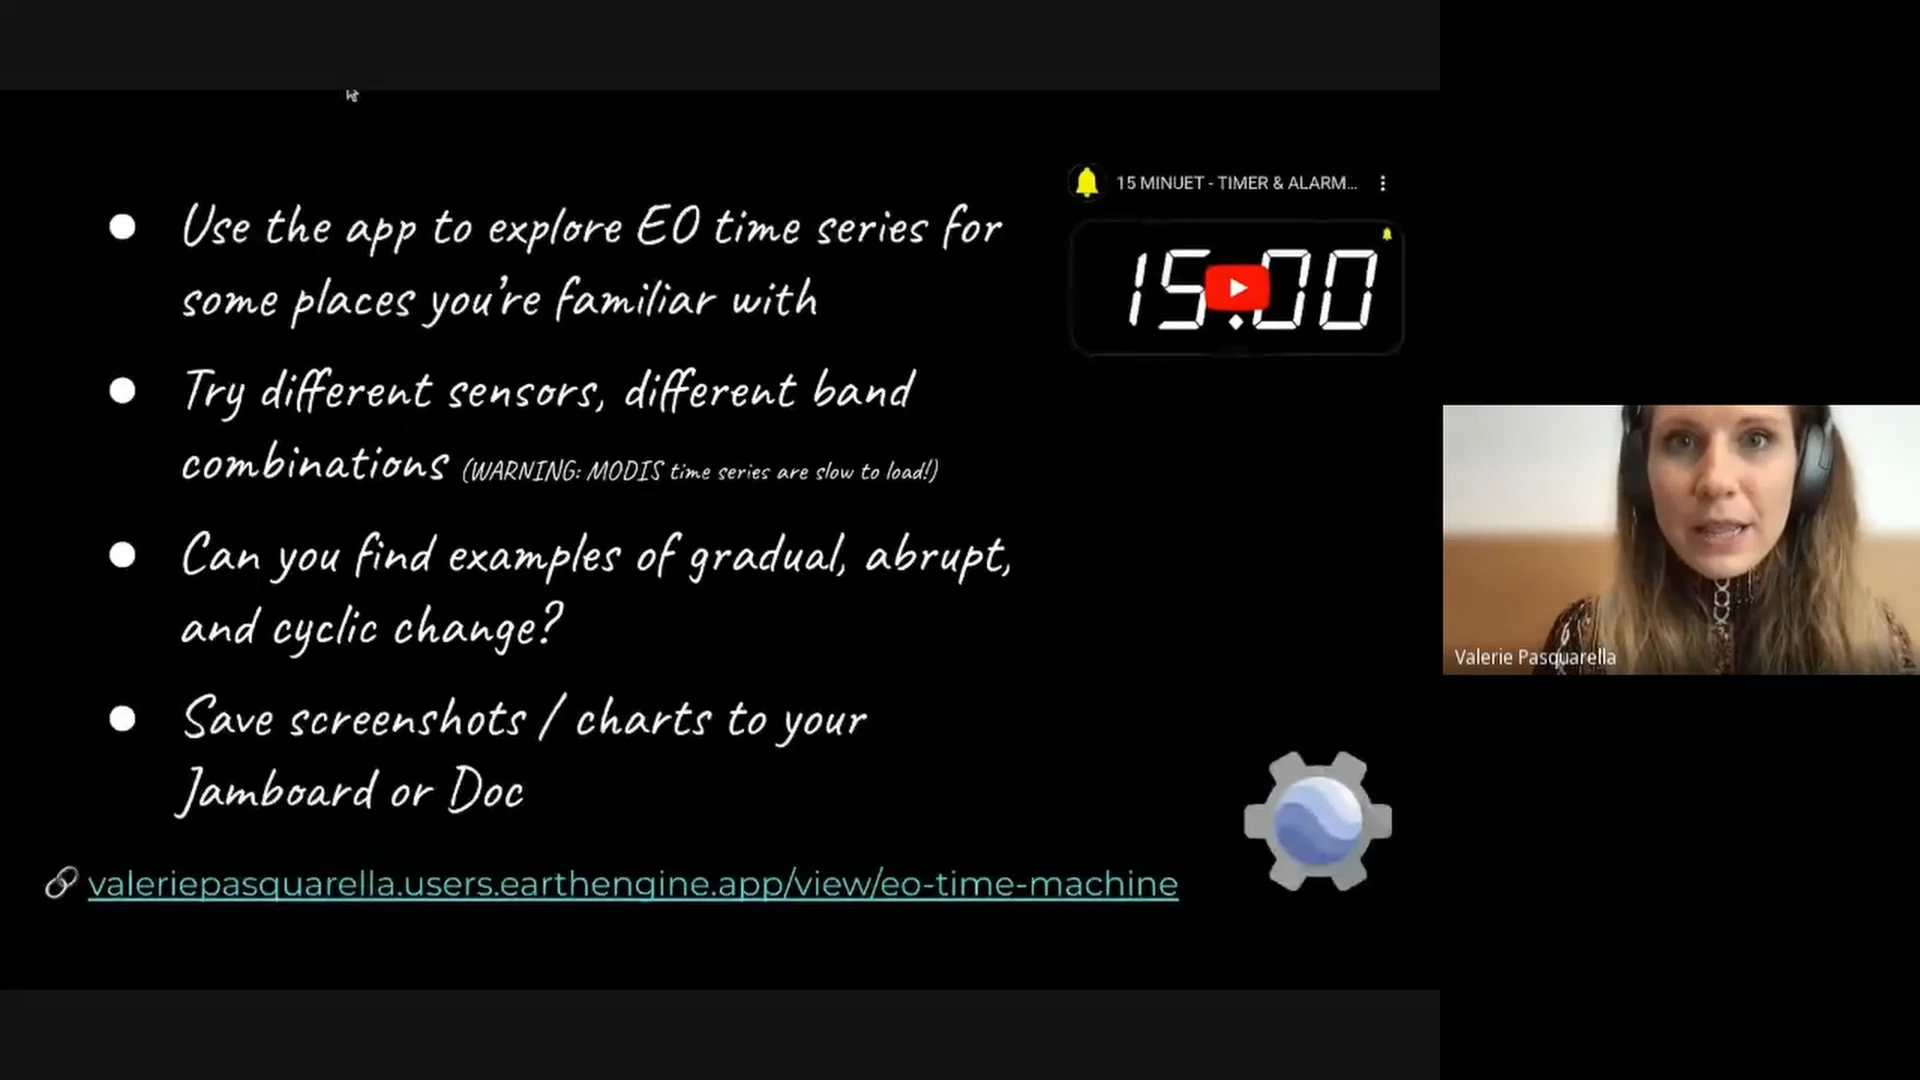 Use the app to explore EO time series for
some places you're familiar with
Try different sensors, different band
combinations (WARNING: MODIS time series are slow to load!)
Can you find examples of gradual, abrupt,
and cyclic change?
Save screenshots / charts to your
Jamboard or Doc
valeriepasquarella.users.earthengine.app/view/eo-time-machine
15 MINUET - TIMER & ALARM...
15:00
Valerie Pasquarella